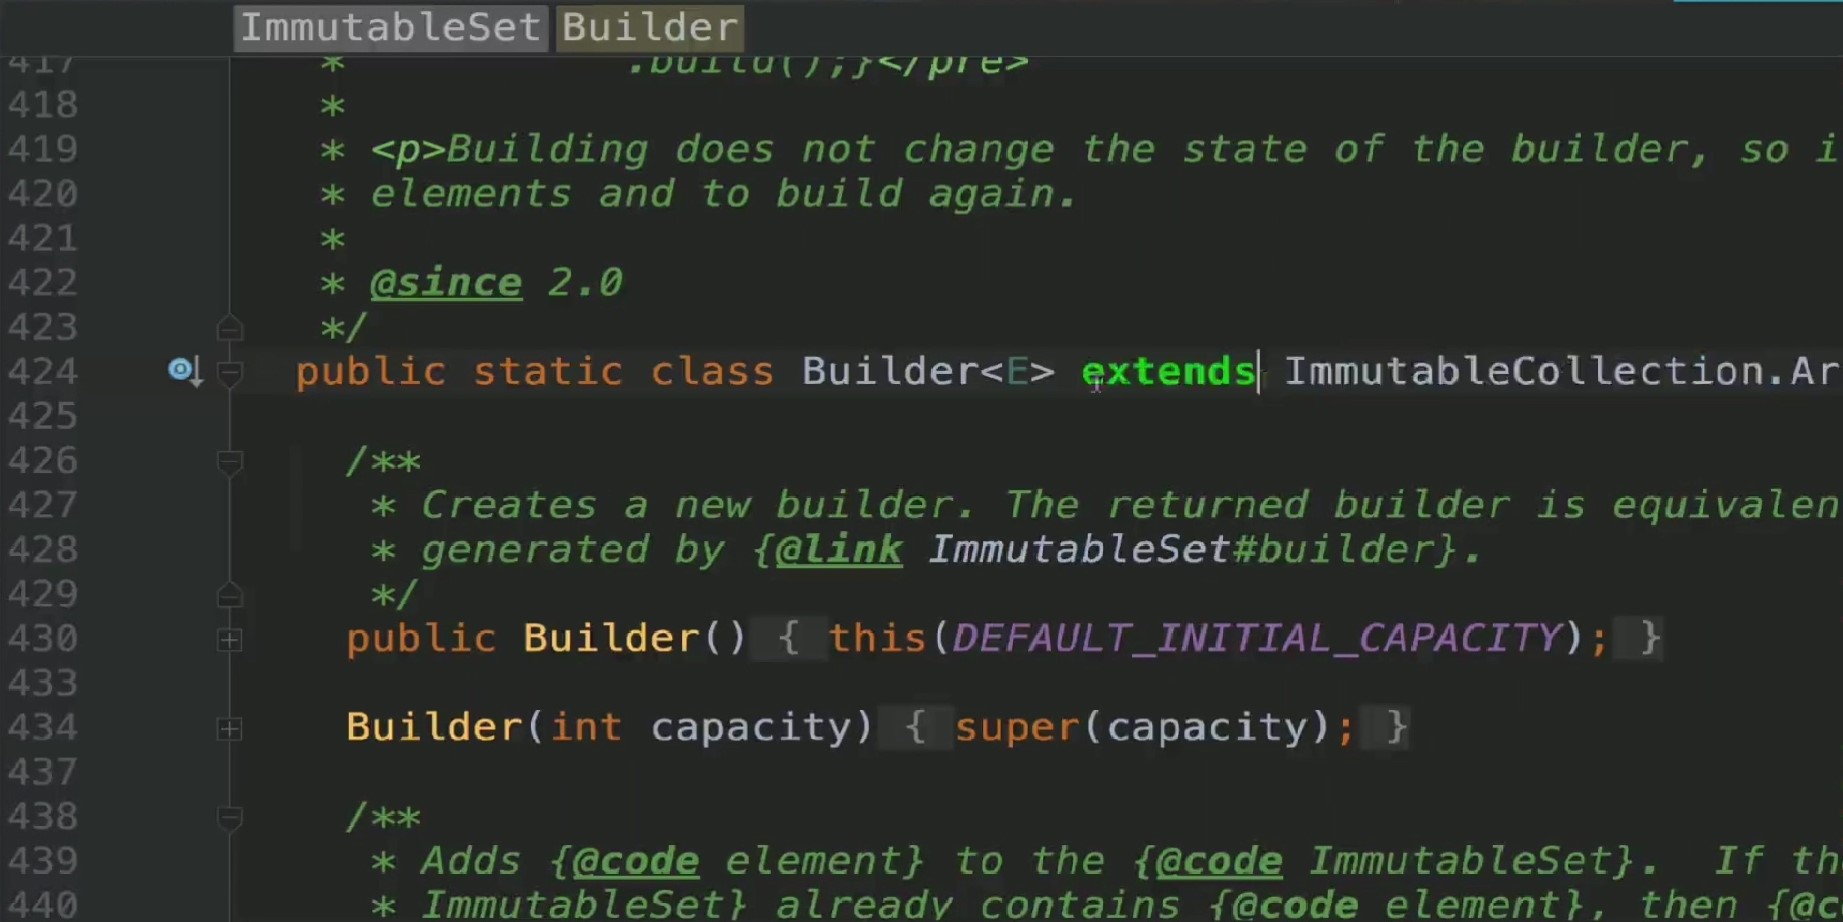 ImmutableSet Builder
417 * .build();}</pre>
418 *
419 * <p>Building does not change the state of the builder, so i
420 * elements and to build again.
421 *
422 * @since 2.0
423 */
424 public static class Builder<E> extends ImmutableCollection.Ar
425
426 /**
427 * Creates a new builder. The returned builder is equivalen
428 * generated by {@link ImmutableSet#builder}.
429 */
430 public Builder() { this(DEFAULT_INITIAL_CAPACITY); }
433
434 Builder(int capacity) { super(capacity); }
437
438 /**
439 * Adds {@code element} to the {@code ImmutableSet}. If th
440 * ImmutableSet} already contains {@code element}, then {@c